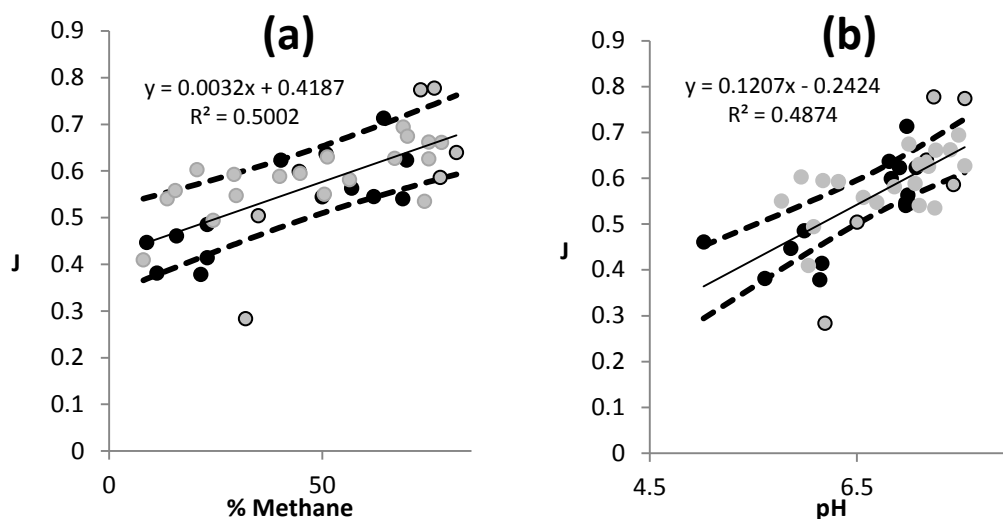 (a)
y = 0.0032x + 0.4187
R² = 0.5002
0.9
0.8
0.7
0.6
0.5
0.4
0.3
0.2
0.1
0
J
0
50
% Methane
(b)
y = 0.1207x - 0.2424
R² = 0.4874
0.9
0.8
0.7
0.6
0.5
0.4
0.3
0.2
0.1
0
J
4.5
6.5
pH